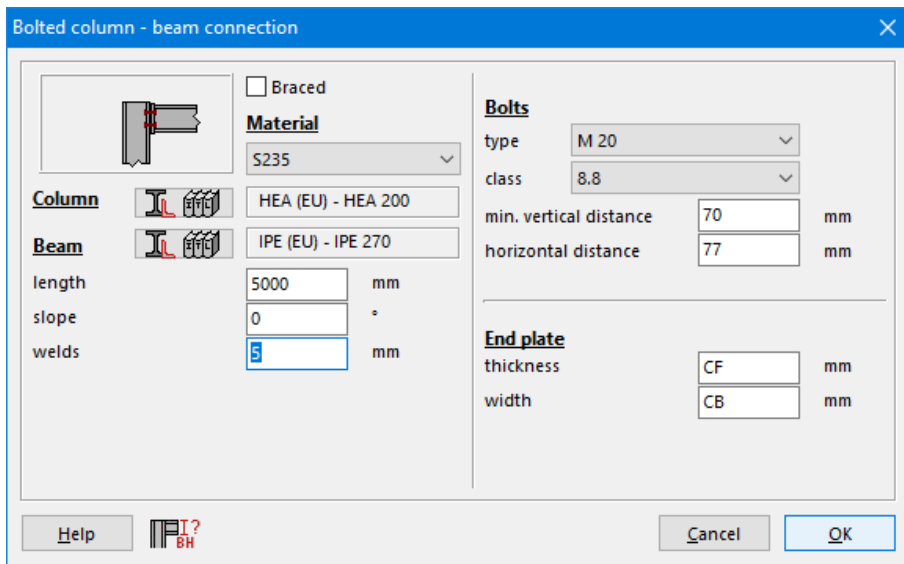 Bolted column - beam connection
Braced
Material
S235
Column
HEA (EU) - HEA 200
Beam
IPE (EU) - IPE 270
length 5000 mm
slope 0 °
welds 5 mm
Bolts
type M 20
class 8.8
min. vertical distance 70 mm
horizontal distance 77 mm
End plate
thickness CF mm
width CB mm
Help
I?
BH
Cancel
OK